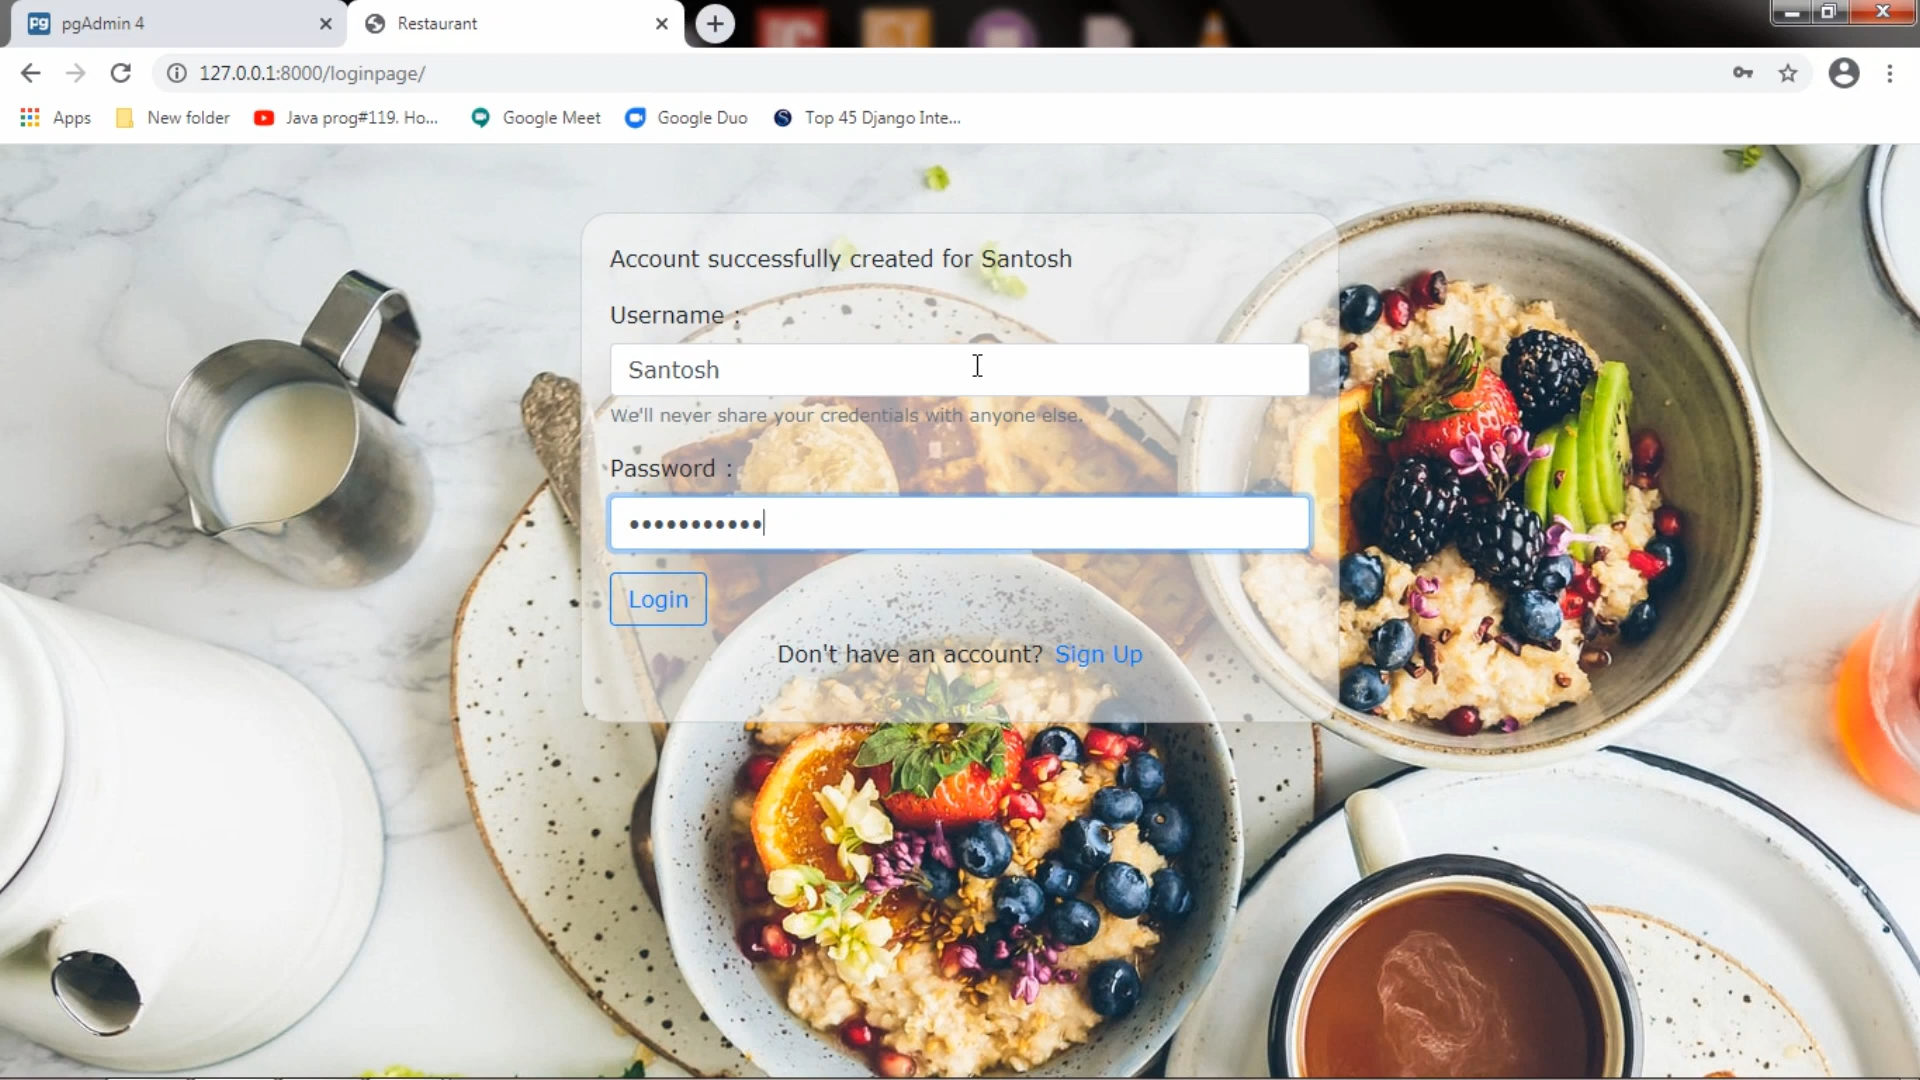 pgAdmin 4
Restaurant
127.0.0.1:8000/loginpage/
Apps
New folder
Java prog#119. Ho...
Google Meet
Google Duo
Top 45 Django Inte...
Account successfully created for Santosh
Username :
Santosh
We'll never share your credentials with anyone else.
Password :
•••••••••••
Login
Don't have an account? Sign Up